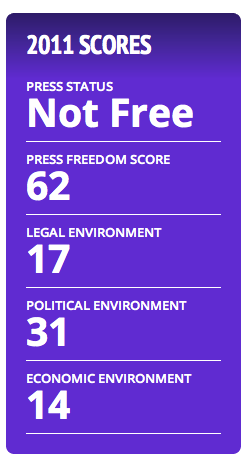 2011 SCORES
PRESS STATUS
Not Free
PRESS FREEDOM SCORE
62
LEGAL ENVIRONMENT
17
POLITICAL ENVIRONMENT
31
ECONOMIC ENVIRONMENT
14